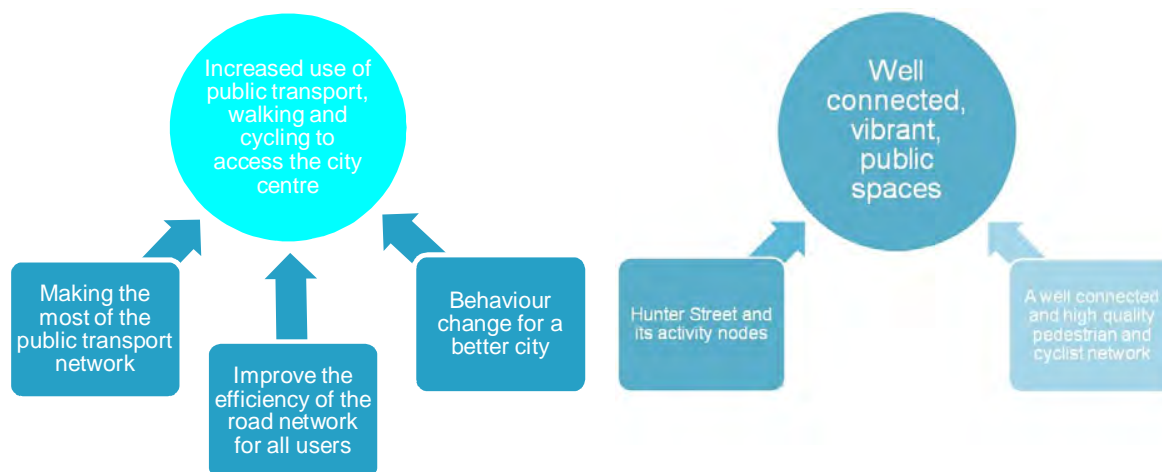 Increased use of
public transport,
walking and
cycling to
access the city
centre
Making the
most of the
public transport
network
Improve the
efficiency of the
road network
for all users
Behaviour
change for a
better city
Well
connected,
vibrant,
public
spaces
Hunter Street and
its activity nodes
A well connected
and high quality
pedestrian and
cyclist network